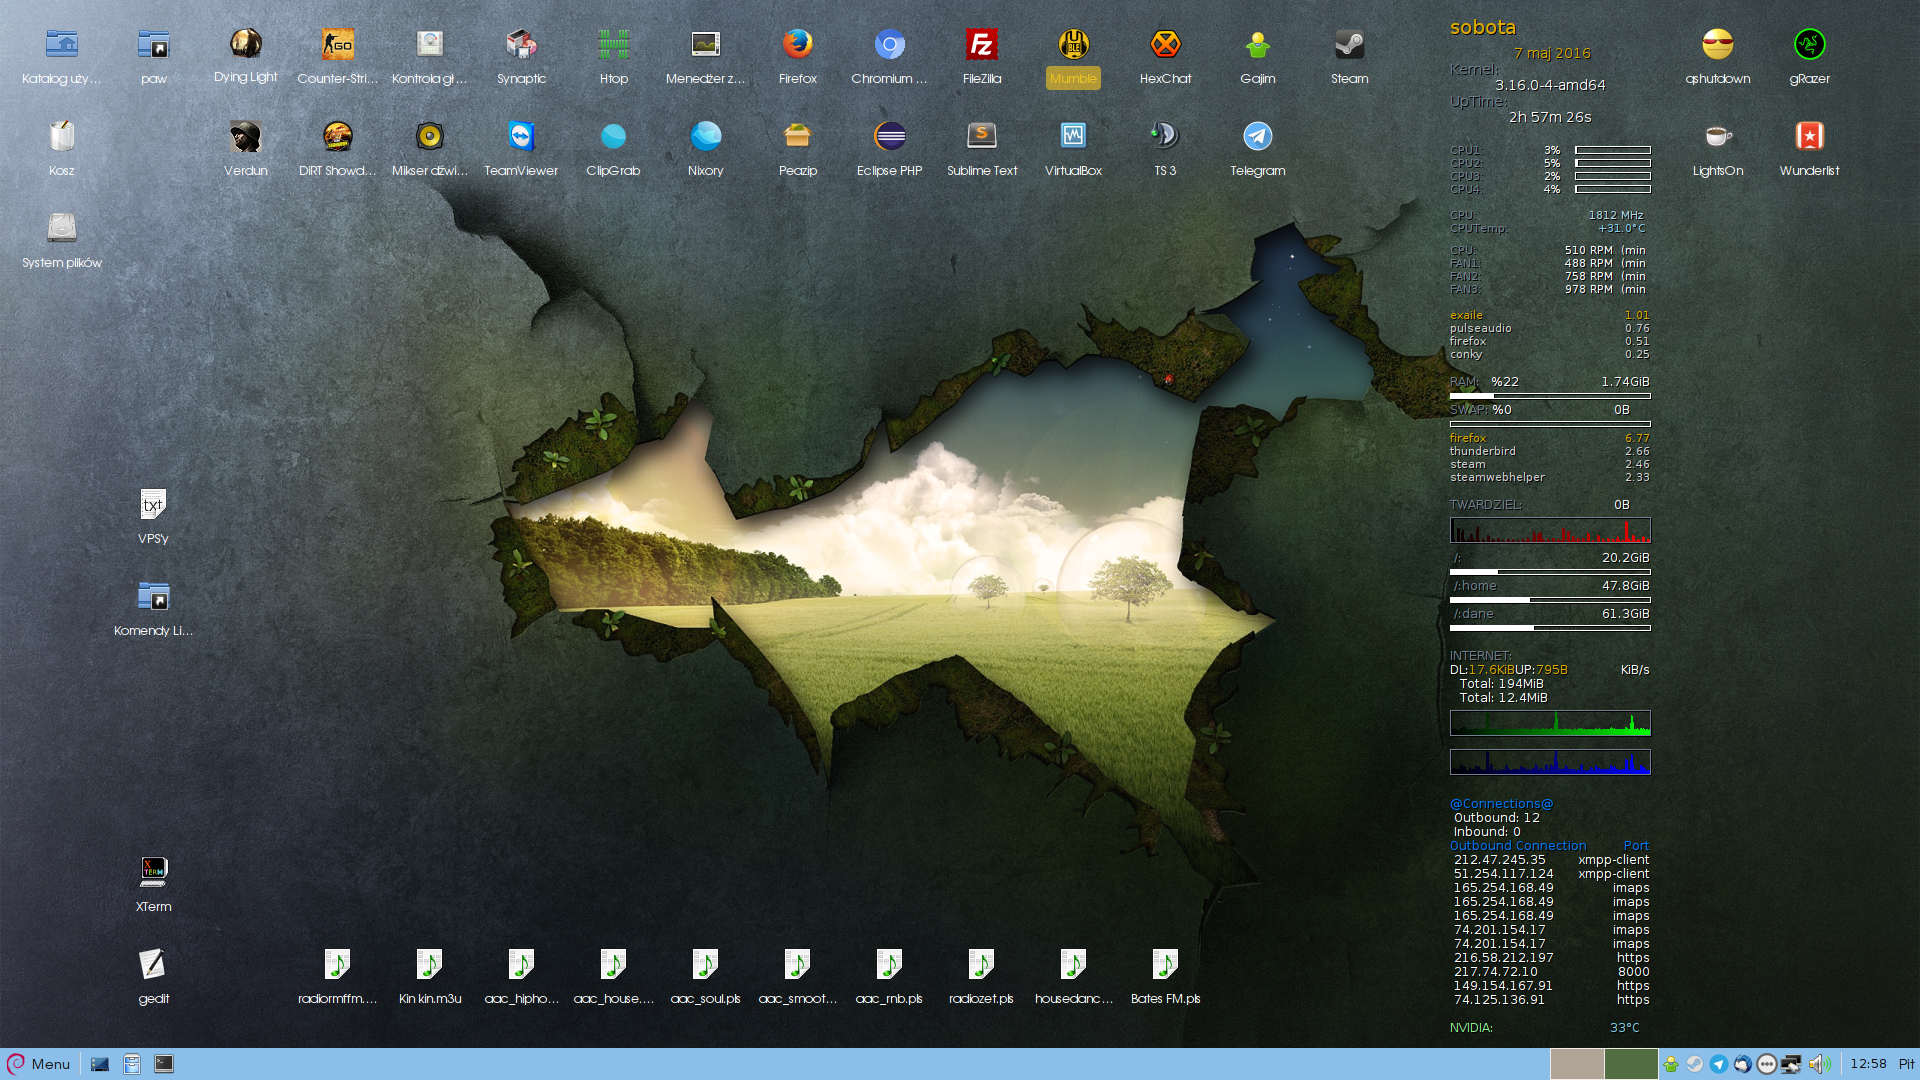 Katalog uży...
paw
Dying Light
Counter-Stri...
Kontrola gł...
Synaptic
Htop
Menedżer z...
Firefox
Chromium ...
FileZilla
Mumble
HexChat
Gajim
Steam
qshutdown
gRazer
Kosz
Verdun
DiRT Showd...
Mikser dźwi...
TeamViewer
ClipGrab
Nixory
Peazip
Eclipse PHP
Sublime Text
VirtualBox
TS 3
Telegram
LightsOn
Wunderlist
System plików
VPS'y
Komendy Li...
XTerm
gedit
radiormffm....
Kin kin.m3u
aac_hipho...
aac_house....
aac_soul.pls
aac_smoot...
aac_rnb.pls
radiozet.pls
housedanc...
Bates FM.pls
sobota
7 maj 2016
Kernel:
3.16.0-4-amd64
UpTime:
2h 57m 26s
CPU1: 3%
CPU2: 5%
CPU3: 2%
CPU4: 4%
CPU: 1812 MHz
CPUTemp: +31.0°C
CPU: 510 RPM (min
FAN1: 488 RPM (min
FAN2: 758 RPM (min
FAN3: 978 RPM (min
exaile 1.01
pulseaudio 0.76
firefox 0.51
conky 0.25
RAM: %22 1.74GiB
SWAP: %0 0B
firefox 6.77
thunderbird 2.66
steam 2.46
steamwebhelper 2.33
TWARDZIEL: 0B
/: 20.2GiB
/:home 47.8GiB
/:dane 61.3GiB
INTERNET:
DL:17.6KiBUP:795B KiB/s
Total: 194MiB
Total: 12.4MiB
@Connections@
Outbound: 12
Inbound: 0
Outbound Connection Port
212.47.245.35 xmpp-client
51.254.117.124 xmpp-client
165.254.168.49 imaps
165.254.168.49 imaps
165.254.168.49 imaps
74.201.154.17 imaps
74.201.154.17 imaps
216.58.212.197 https
217.74.72.10 8000
149.154.167.91 https
74.125.136.91 https
NVIDIA: 33°C
Menu
12:58 Pit